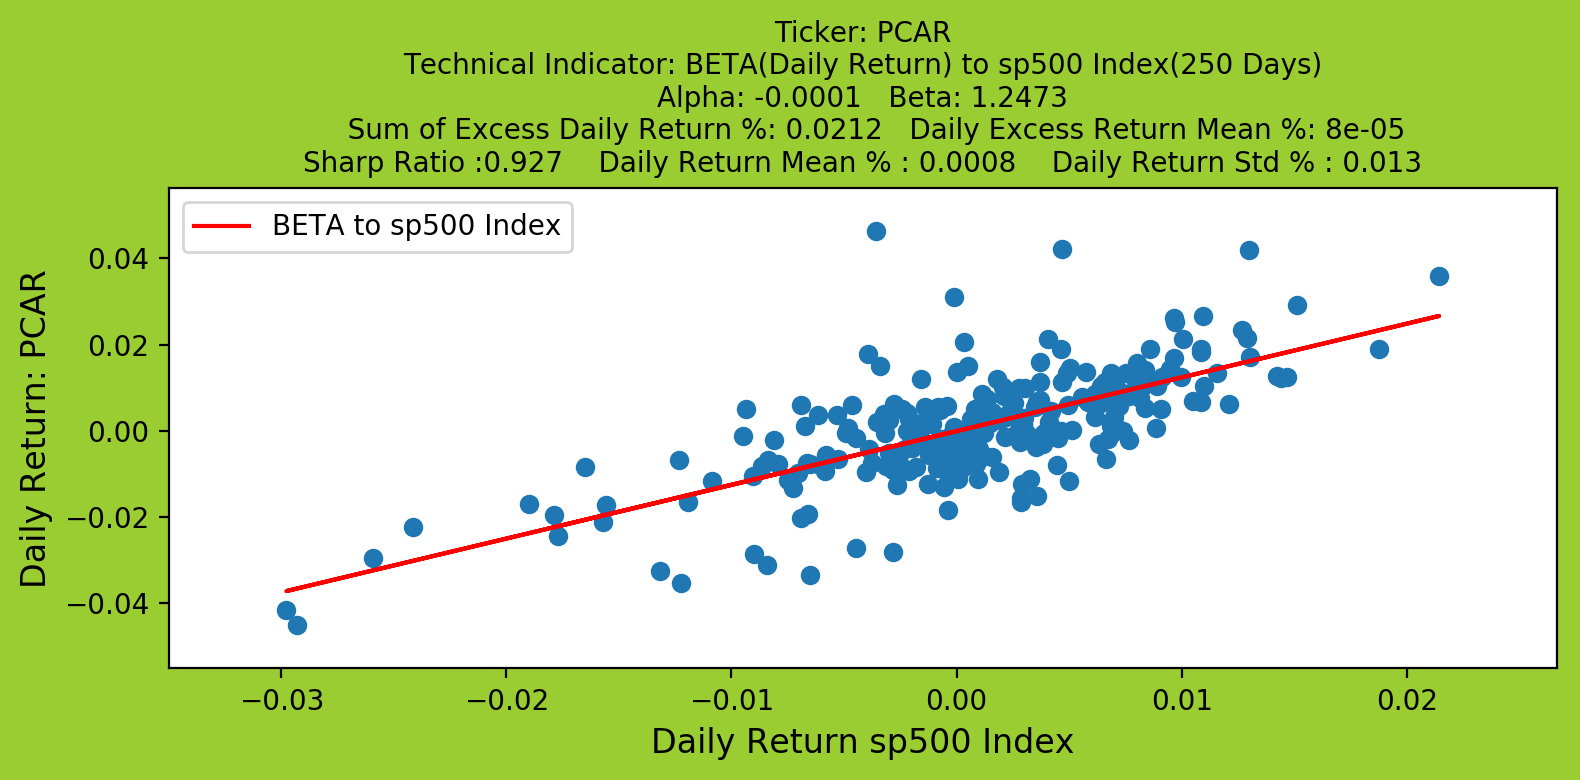 Ticker: PCAR
Technical Indicator: BETA(Daily Return) to sp500 Index(250 Days)
Alpha: -0.0001   Beta: 1.2473
Sum of Excess Daily Return %: 0.0212   Daily Excess Return Mean %: 8e-05
Sharp Ratio :0.927    Daily Return Mean % : 0.0008    Daily Return Std % : 0.013
BETA to sp500 Index
Daily Return: PCAR
0.04
0.02
0.00
−0.02
−0.04
−0.03 −0.02 −0.01 0.00 0.01 0.02
Daily Return sp500 Index